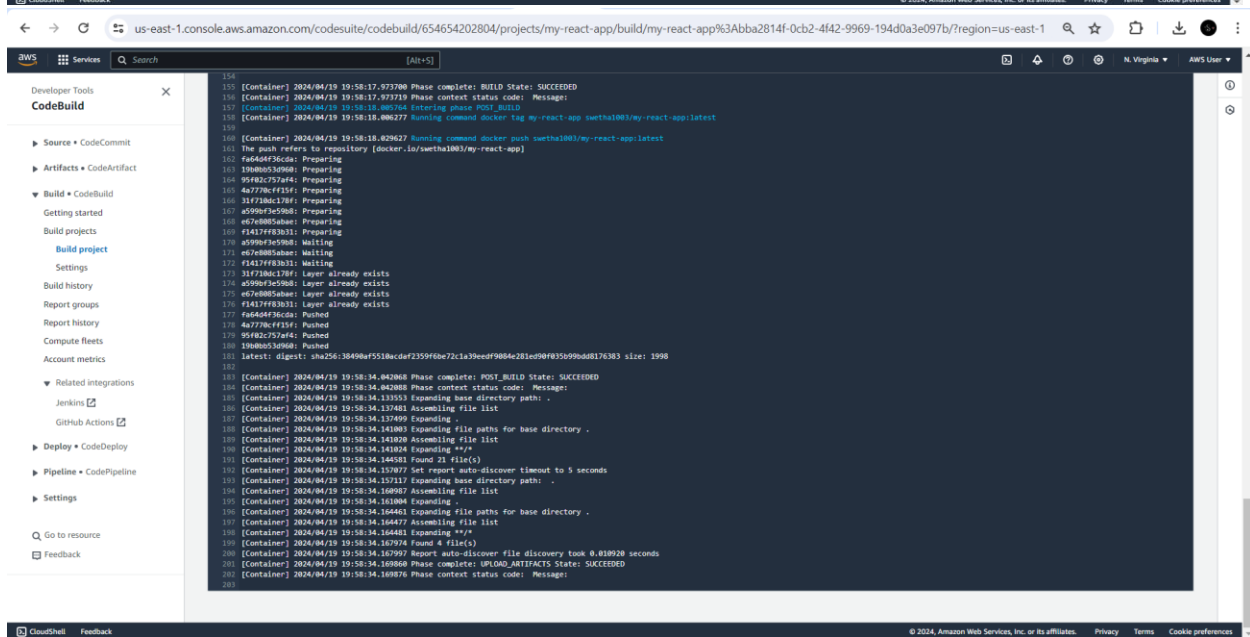 CloudShell Feedback © 2024, Amazon Web Services, Inc. or its affiliates. Privacy Terms Cookie preferences
us-east-1.console.aws.amazon.com/codesuite/codebuild/654654202804/projects/my-react-app/build/my-react-app%3Abba2814f-0cb2-4f42-9969-194d0a3e097b/?region=us-east-1
aws Services Search [Alt+S] N. Virginia AWS User
Developer Tools
CodeBuild
Source • CodeCommit
Artifacts • CodeArtifact
Build • CodeBuild
Getting started
Build projects
Build project
Settings
Build history
Report groups
Report history
Compute fleets
Account metrics
Related integrations
Jenkins
GitHub Actions
Deploy • CodeDeploy
Pipeline • CodePipeline
Settings
Go to resource
Feedback
154
155 [Container] 2024/04/19 19:58:17.973700 Phase complete: BUILD State: SUCCEEDED
156 [Container] 2024/04/19 19:58:17.973719 Phase context status code: Message:
157 [Container] 2024/04/19 19:58:18.005764 Entering phase POST_BUILD
158 [Container] 2024/04/19 19:58:18.006277 Running command docker tag my-react-app swetha1003/my-react-app:latest
159
160 [Container] 2024/04/19 19:58:18.029627 Running command docker push swetha1003/my-react-app:latest
161 The push refers to repository [docker.io/swetha1003/my-react-app]
162 fa64d4f36cda: Preparing
163 19b0bb53d960: Preparing
164 95f02c757af4: Preparing
165 4a7770cff15f: Preparing
166 31f710dc178f: Preparing
167 a599bf3e59b8: Preparing
168 e67e8085abae: Preparing
169 f1417ff83b31: Preparing
170 a599bf3e59b8: Waiting
171 e67e8085abae: Waiting
172 f1417ff83b31: Waiting
173 31f710dc178f: Layer already exists
174 a599bf3e59b8: Layer already exists
175 e67e8085abae: Layer already exists
176 f1417ff83b31: Layer already exists
177 fa64d4f36cda: Pushed
178 4a7770cff15f: Pushed
179 95f02c757af4: Pushed
180 19b0bb53d960: Pushed
181 latest: digest: sha256:38490af5510acdaf2359f6be72c1a39eedf9084e281ed90f035b99bdd8176383 size: 1998
182
183 [Container] 2024/04/19 19:58:34.042068 Phase complete: POST_BUILD State: SUCCEEDED
184 [Container] 2024/04/19 19:58:34.042088 Phase context status code: Message:
185 [Container] 2024/04/19 19:58:34.133553 Expanding base directory path: .
186 [Container] 2024/04/19 19:58:34.137481 Assembling file list
187 [Container] 2024/04/19 19:58:34.137499 Expanding .
188 [Container] 2024/04/19 19:58:34.141003 Expanding file paths for base directory .
189 [Container] 2024/04/19 19:58:34.141020 Assembling file list
190 [Container] 2024/04/19 19:58:34.141024 Expanding **/*
191 [Container] 2024/04/19 19:58:34.144581 Found 21 file(s)
192 [Container] 2024/04/19 19:58:34.157077 Set report auto-discover timeout to 5 seconds
193 [Container] 2024/04/19 19:58:34.157117 Expanding base directory path: .
194 [Container] 2024/04/19 19:58:34.160987 Assembling file list
195 [Container] 2024/04/19 19:58:34.161004 Expanding .
196 [Container] 2024/04/19 19:58:34.164461 Expanding file paths for base directory .
197 [Container] 2024/04/19 19:58:34.164477 Assembling file list
198 [Container] 2024/04/19 19:58:34.164481 Expanding **/*
199 [Container] 2024/04/19 19:58:34.167974 Found 4 file(s)
200 [Container] 2024/04/19 19:58:34.167997 Report auto-discover file discovery took 0.010920 seconds
201 [Container] 2024/04/19 19:58:34.169860 Phase complete: UPLOAD_ARTIFACTS State: SUCCEEDED
202 [Container] 2024/04/19 19:58:34.169876 Phase context status code: Message:
203
CloudShell Feedback © 2024, Amazon Web Services, Inc. or its affiliates. Privacy Terms Cookie preferences